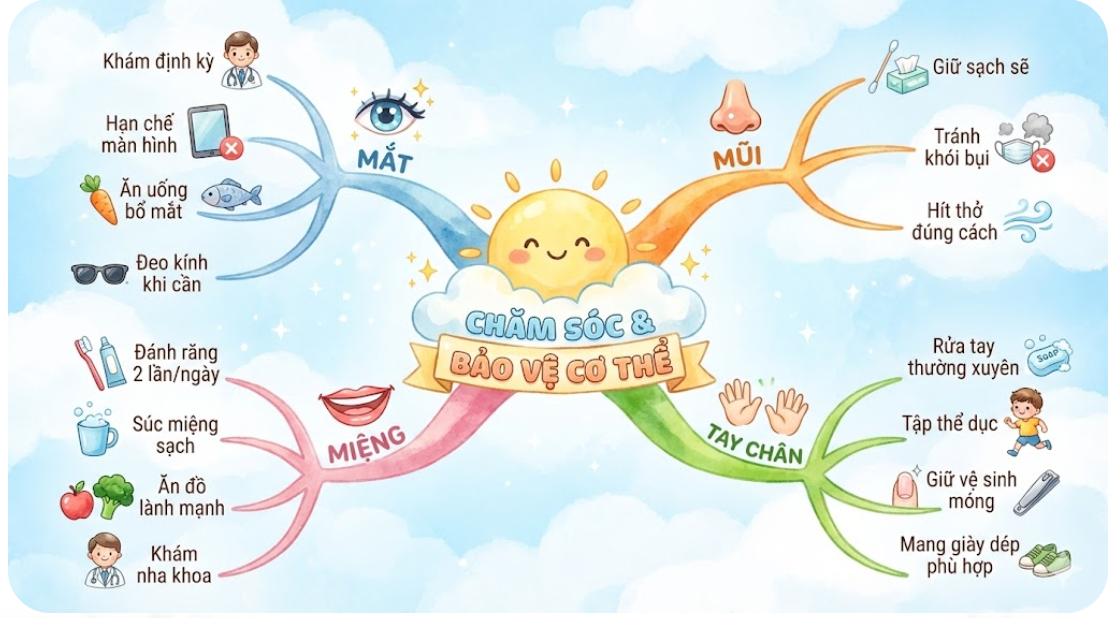 CHĂM SÓC &
BẢO VỆ CƠ THỂ
MẮT
Khám định kỳ
Hạn chế
màn hình
Ăn uống
bổ mắt
Đeo kính
khi cần
MŨI
Giữ sạch sẽ
Tránh
khói bụi
Hít thở
đúng cách
MIỆNG
Đánh răng
2 lần/ngày
Súc miệng
sạch
Ăn đồ
lành mạnh
Khám
nha khoa
TAY CHÂN
Rửa tay
thường xuyên
SOAP
Tập thể dục
Giữ vệ sinh
móng
Mang giày dép
phù hợp